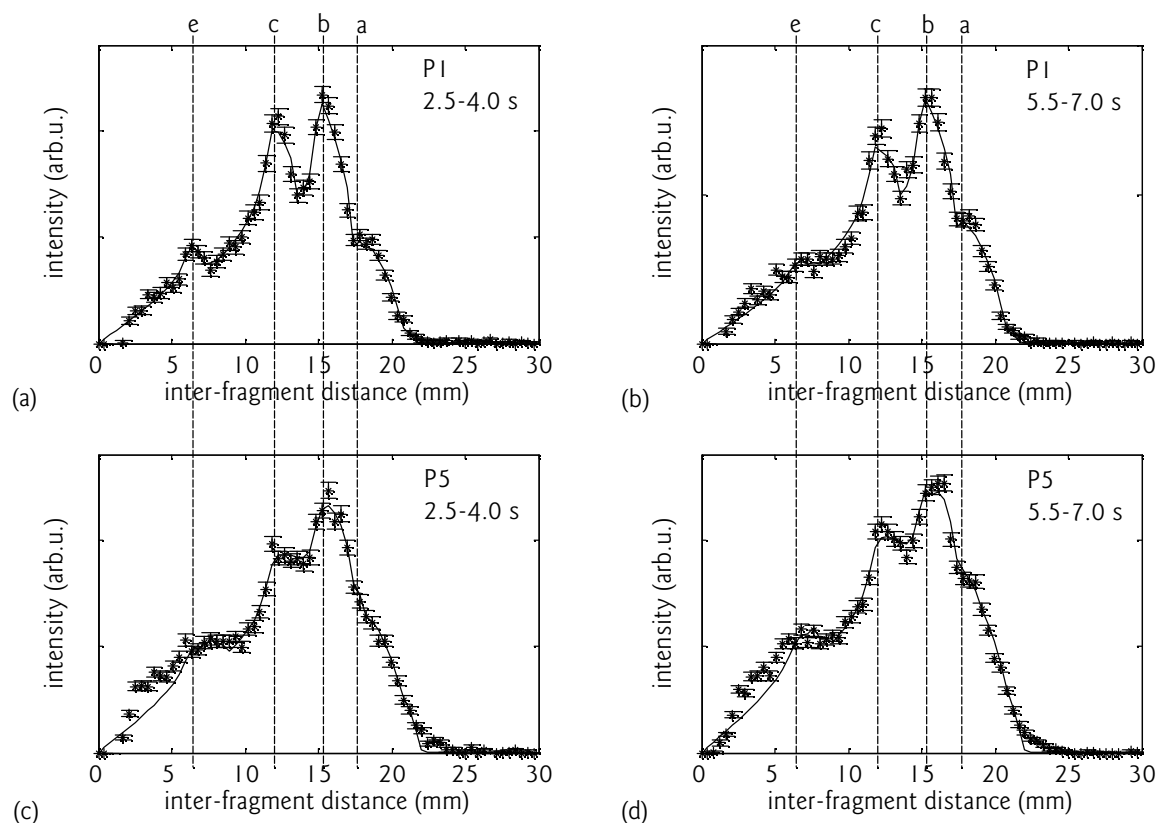 e c b a
e c b a
P1
2.5-4.0 s
intensity (arb.u.)
0 5 10 15 20 25 30
inter-fragment distance (mm)
(a)
P1
5.5-7.0 s
intensity (arb.u.)
0 5 10 15 20 25 30
inter-fragment distance (mm)
(b)
P5
2.5-4.0 s
intensity (arb.u.)
0 5 10 15 20 25 30
inter-fragment distance (mm)
(c)
P5
5.5-7.0 s
intensity (arb.u.)
0 5 10 15 20 25 30
inter-fragment distance (mm)
(d)